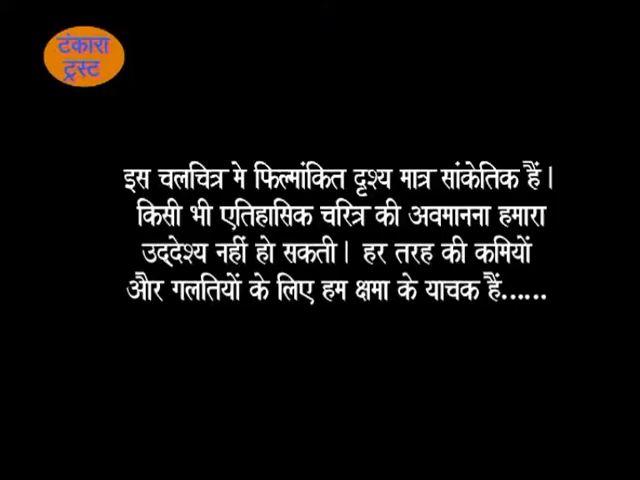 टंकारा
ट्रस्ट
इस चलचित्र मे फिल्मांकित दृश्य मात्र सांकेतिक हैं।
किसी भी एतिहासिक चरित्र की अवमानना हमारा
उद्देश्य नहीं हो सकती। हर तरह की कमियों
और गलतियों के लिए हम क्षमा के याचक हैं......